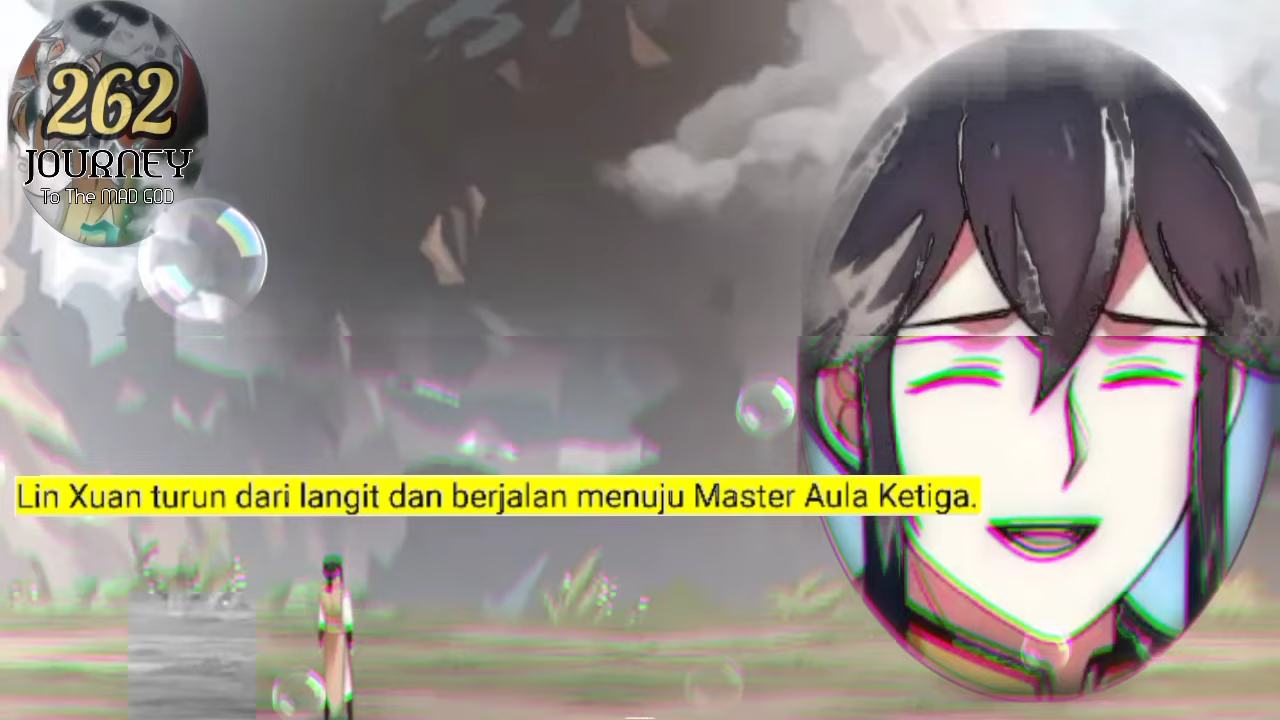 262
JOURNEY
To The MAD GOD
Lin Xuan turun dari langit dan berjalan menuju Master Aula Ketiga.